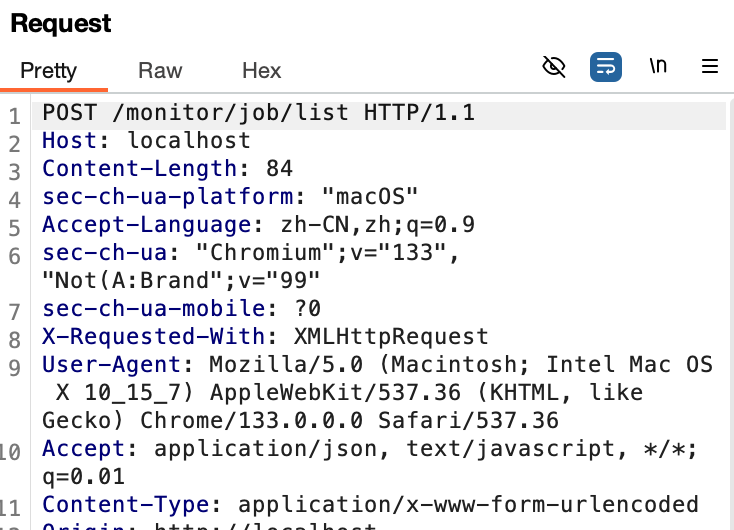 Request
Pretty Raw Hex \n
1 POST /monitor/job/list HTTP/1.1
2 Host: localhost
3 Content-Length: 84
4 sec-ch-ua-platform: "macOS"
5 Accept-Language: zh-CN,zh;q=0.9
6 sec-ch-ua: "Chromium";v="133",
"Not(A:Brand";v="99"
7 sec-ch-ua-mobile: ?0
8 X-Requested-With: XMLHttpRequest
9 User-Agent: Mozilla/5.0 (Macintosh; Intel Mac OS
X 10_15_7) AppleWebKit/537.36 (KHTML, like
Gecko) Chrome/133.0.0.0 Safari/537.36
10 Accept: application/json, text/javascript, */*;
q=0.01
11 Content-Type: application/x-www-form-urlencoded
Origin: http://localhost